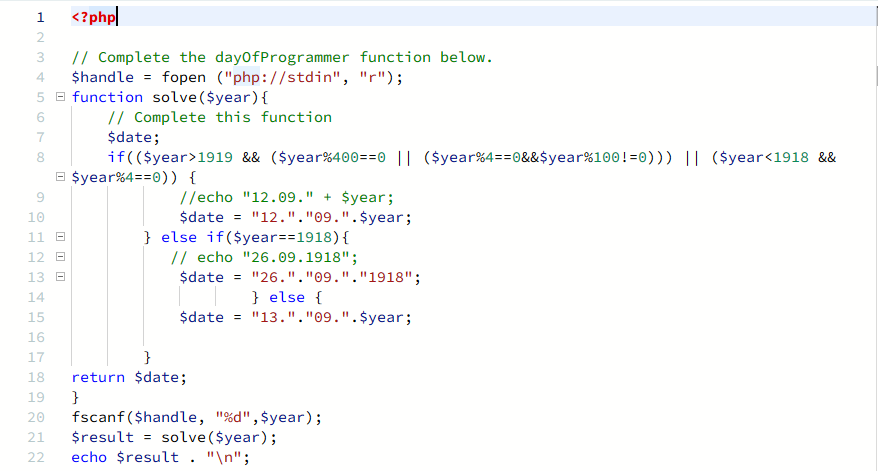 1 <?php
2
3 // Complete the dayOfProgrammer function below.
4 $handle = fopen ("php://stdin", "r");
5 function solve($year){
6 // Complete this function
7 $date;
8 if(($year>1919 && ($year%400==0 || ($year%4==0&&$year%100!=0))) || ($year<1918 &&
$year%4==0)) {
9 //echo "12.09." + $year;
10 $date = "12."."09.".$year;
11 } else if($year==1918){
12 // echo "26.09.1918";
13 $date = "26."."09."."1918";
14 } else {
15 $date = "13."."09.".$year;
16
17 }
18 return $date;
19 }
20 fscanf($handle, "%d",$year);
21 $result = solve($year);
22 echo $result . "\n";